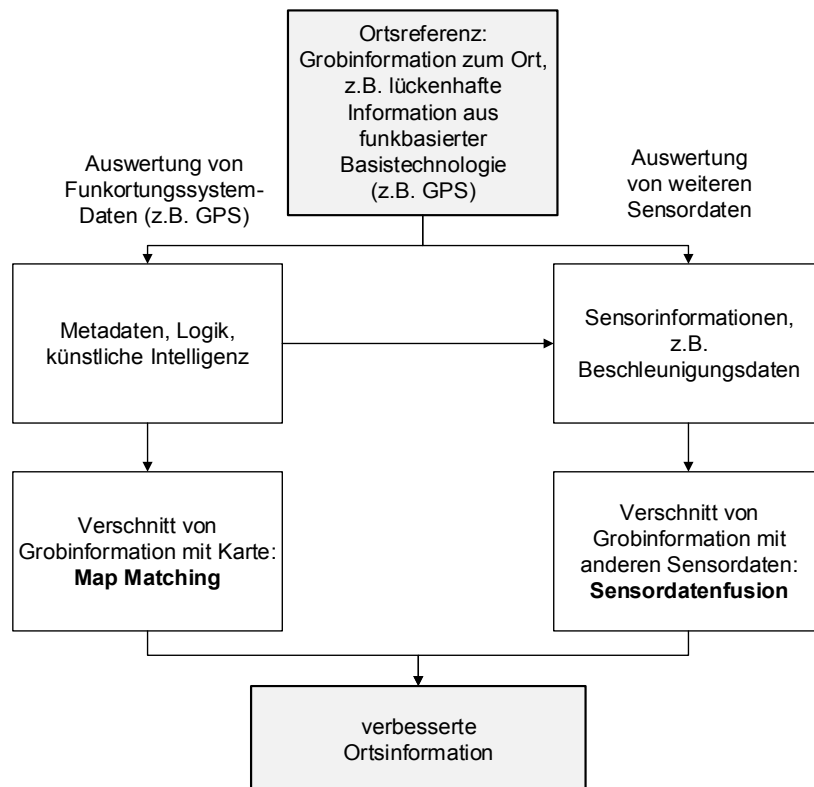 Ortsreferenz:
Grobinformation zum Ort,
z.B. lückenhafte
Information aus
funkbasierter
Basistechnologie
(z.B. GPS)
Auswertung von
Funkortungssystem-
Daten (z.B. GPS)
Auswertung
von weiteren
Sensordaten
Metadaten, Logik,
künstliche Intelligenz
Sensorinformationen,
z.B.
Beschleunigungsdaten
Verschnitt von
Grobinformation mit Karte:
Map Matching
Verschnitt von
Grobinformation mit
anderen Sensordaten:
Sensordatenfusion
verbesserte
Ortsinformation